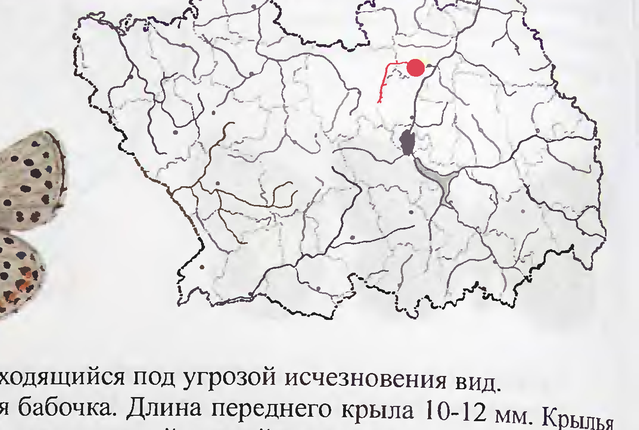 ходящийся под угрозой исчезновения вид.
я бабочка. Длина переднего крыла 10-12 мм. Крылья